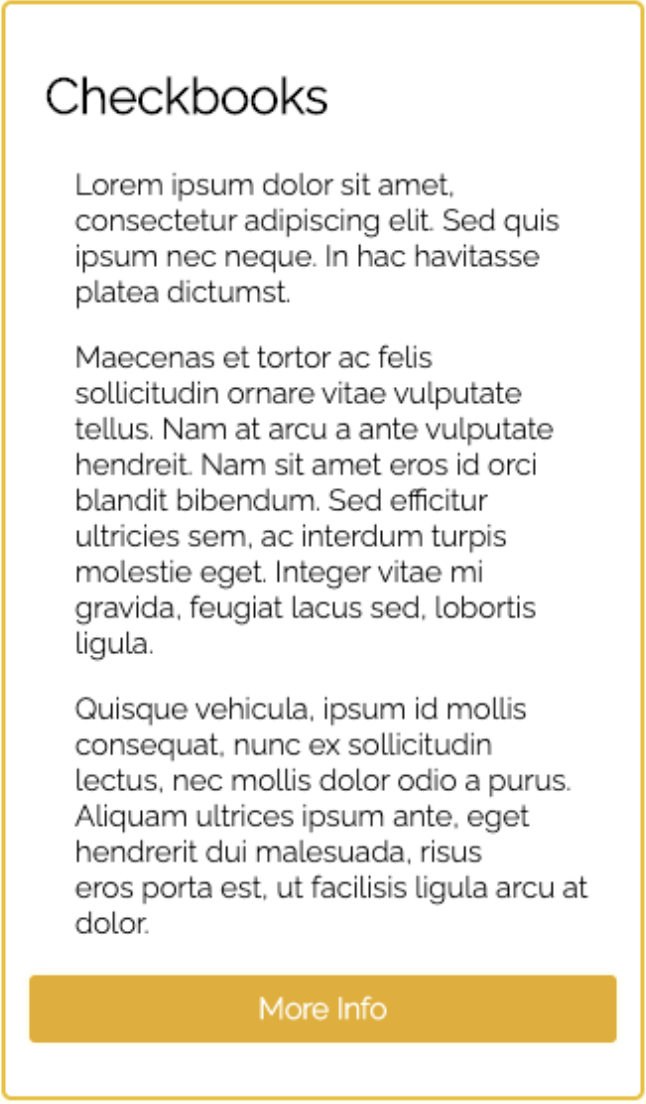 Checkbooks
Lorem ipsum dolor sit amet,
consectetur adipiscing elit. Sed quis
ipsum nec neque. In hac havitasse
platea dictumst.
Maecenas et tortor ac felis
sollicitudin ornare vitae vulputate
tellus. Nam at arcu a ante vulputate
hendreit. Nam sit amet eros id orci
blandit bibendum. Sed efficitur
ultricies sem, ac interdum turpis
molestie eget. Integer vitae mi
gravida, feugiat lacus sed, lobortis
ligula.
Quisque vehicula, ipsum id mollis
consequat, nunc ex sollicitudin
lectus, nec mollis dolor odio a purus.
Aliquam ultrices ipsum ante, eget
hendrerit dui malesuada, risus
eros porta est, ut facilisis ligula arcu at
dolor.
More Info